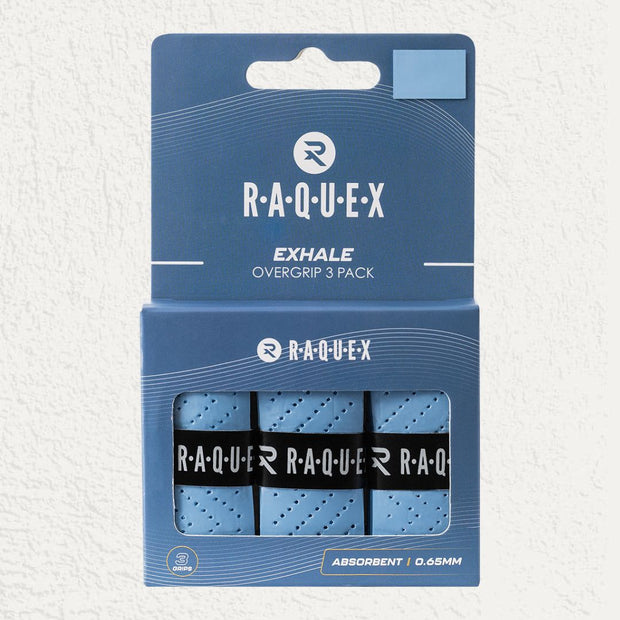 R•A•Q•U•E•X
EXHALE
OVERGRIP 3 PACK
R•A•Q•U•E•X
R•A•Q•U•E
R•A•Q•U•E
R•A•Q
3
GRIPS
ABSORBENT | 0.65MM